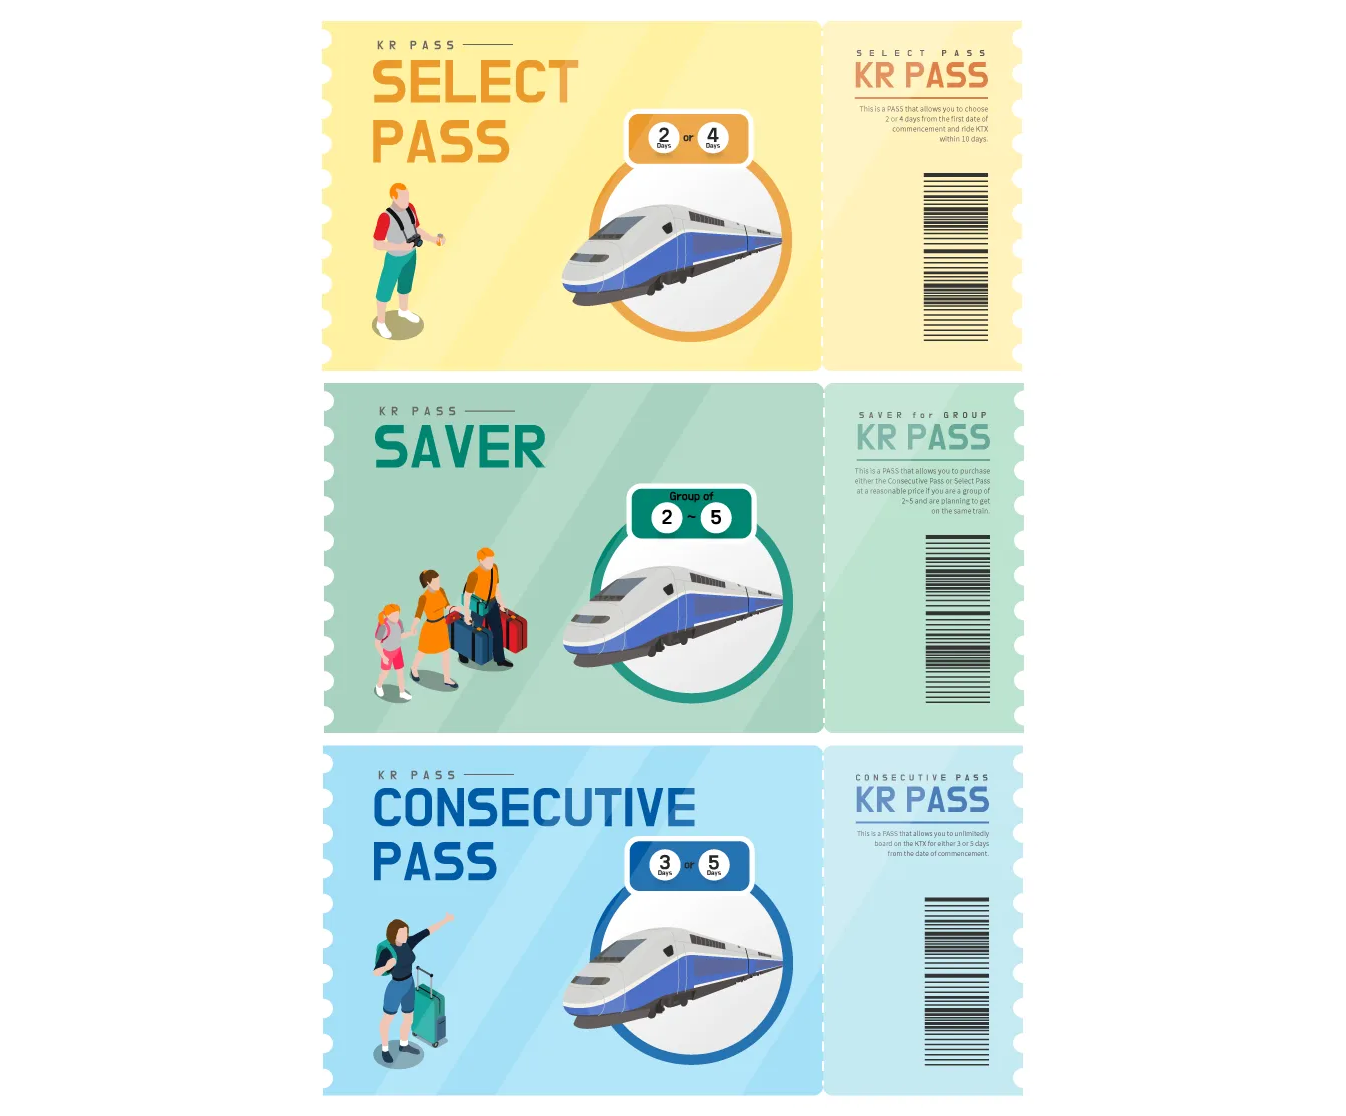 KR PASS
SELECT
PASS
2 Days or 4 Days
SELECT PASS
KR PASS
This is a PASS that allows you to choose
2 or 4 days from the first date of
commencement and ride KTX
within 10 days.
KR PASS
SAVER
Group of
2 ~ 5
SAVER for GROUP
KR PASS
This is a PASS that allows you to purchase
either the Consecutive Pass or Select Pass
at a reasonable price if you are a group of
2~5 and are planning to get
on the same train.
KR PASS
CONSECUTIVE
PASS
3 Days or 5 Days
CONSECUTIVE PASS
KR PASS
This is a PASS that allows you to unlimitedly
board on the KTX for either 3 or 5 days
from the date of commencement.